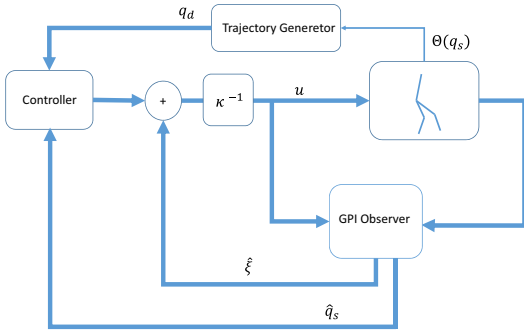 q_d
Trajectory Generetor
Θ(q_s)
Controller
+
κ⁻¹
u
GPI Observer
ξ̂
q̂_s